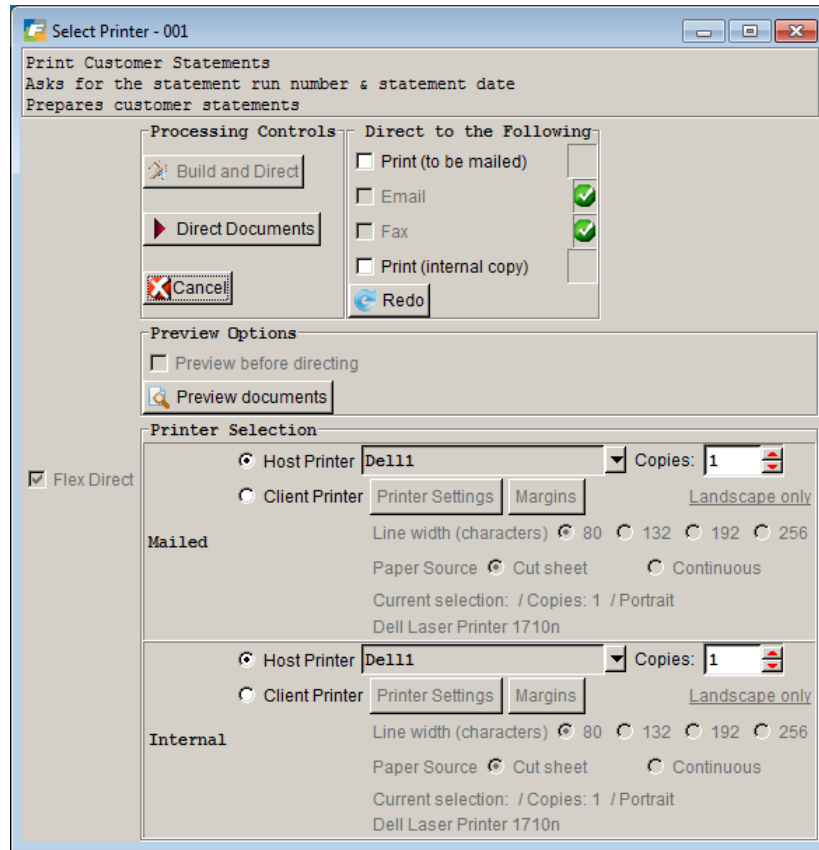 Select Printer - 001
Print Customer Statements
Asks for the statement run number & statement date
Prepares customer statements
Processing Controls
Build and Direct
Direct Documents
Cancel
Direct to the Following
Print (to be mailed)
Email
Fax
Print (internal copy)
Redo
Preview Options
Preview before directing
Preview documents
Flex Direct
Printer Selection
Mailed
Host Printer Dell1 Copies: 1
Client Printer Printer Settings Margins Landscape only
Line width (characters) 80 132 192 256
Paper Source Cut sheet Continuous
Current selection: / Copies: 1 / Portrait
Dell Laser Printer 1710n
Internal
Host Printer Dell1 Copies: 1
Client Printer Printer Settings Margins Landscape only
Line width (characters) 80 132 192 256
Paper Source Cut sheet Continuous
Current selection: / Copies: 1 / Portrait
Dell Laser Printer 1710n